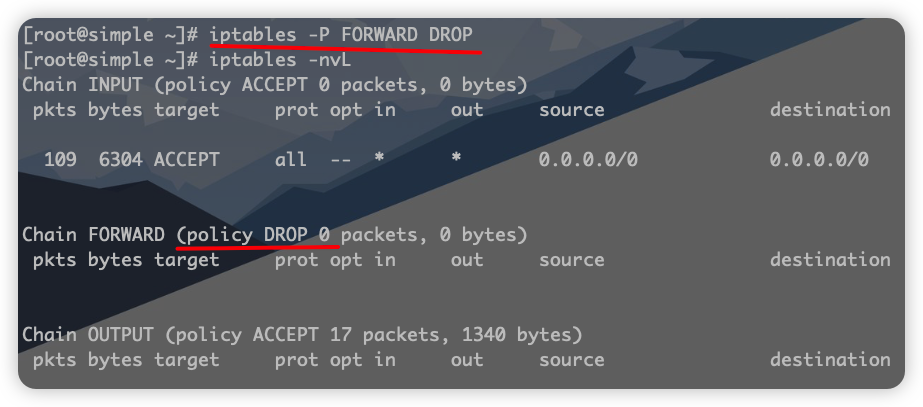 [root@simple ~]# iptables -P FORWARD DROP
[root@simple ~]# iptables -nvL
Chain INPUT (policy ACCEPT 0 packets, 0 bytes)
 pkts bytes target     prot opt in     out     source               destination
  109  6304 ACCEPT     all  --  *      *       0.0.0.0/0            0.0.0.0/0
Chain FORWARD (policy DROP 0 packets, 0 bytes)
 pkts bytes target     prot opt in     out     source               destination
Chain OUTPUT (policy ACCEPT 17 packets, 1340 bytes)
 pkts bytes target     prot opt in     out     source               destination